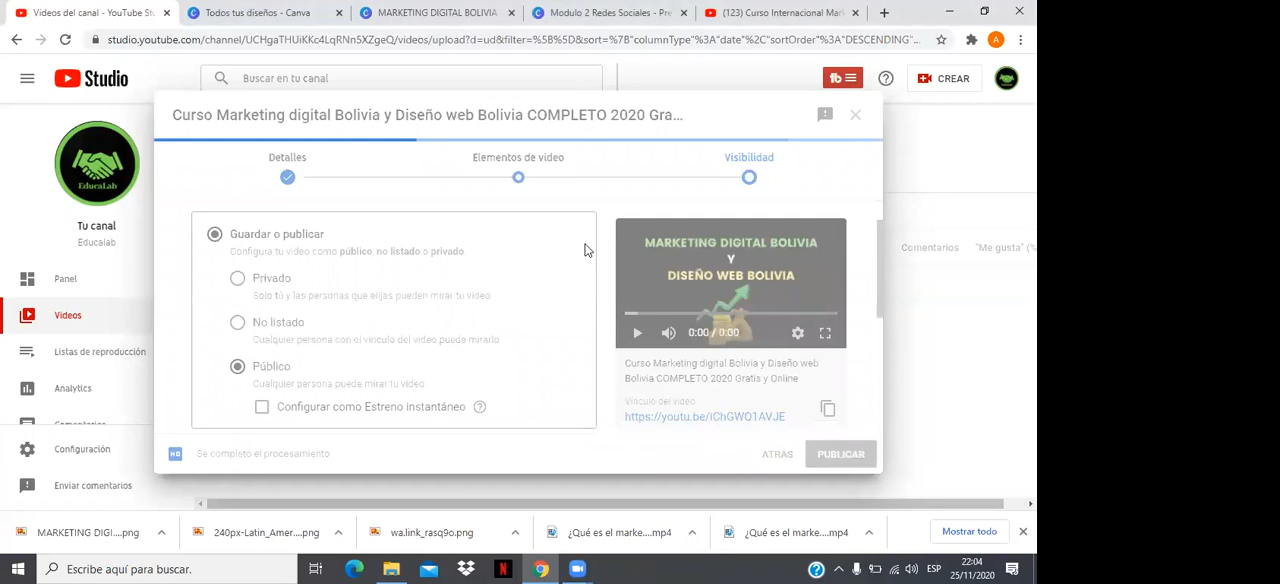 Videos del canal - YouTube St
Todos tus diseños - Canva
MARKETING DIGITAL BOLIVIA
Modulo 2 Redes Sociales - Pre
(123) Curso Internacional Mar
studio.youtube.com/channel/UCHgaTHUiKKc4LqRNn5XZgeQ/videos/upload?d=ud&filter=%5B%5D&sort=%7B"columnType"%3A"date"%2C"sortOrder"%3A"DESCENDING"...
A
Studio
Buscar en tu canal
tb
CREAR
Curso Marketing digital Bolivia y Diseño web Bolivia COMPLETO 2020 Gra...
Detalles
Elementos de video
Visibilidad
EducaLab
Tu canal
Educalab
Panel
Videos
Listas de reproducción
Analytics
Configuración
Enviar comentarios
Guardar o publicar
Configura tu video como público, no listado o privado.
Privado
Solo tú y las personas que elijas pueden mirar tu video
No listado
Cualquier persona con el vínculo del video puede mirarlo
Público
Cualquier persona puede mirar tu video
Configurar como Estreno instantáneo
MARKETING DIGITAL BOLIVIA
Y
DISEÑO WEB BOLIVIA
0:00 / 0:00
Curso Marketing digital Bolivia y Diseño web
Bolivia COMPLETO 2020 Gratis y Online
Vínculo del video
https://youtu.be/iChGWO1AVJE
Comentarios
"Me gusta" (%
HD
Se completó el procesamiento
ATRÁS
PUBLICAR
MARKETING DIGI....png
240px-Latin_Amer....png
wa.link_rasq9o.png
¿Qué es el marke....mp4
¿Qué es el marke....mp4
Mostrar todo
Escribe aquí para buscar.
N
ESP
22:04
25/11/2020